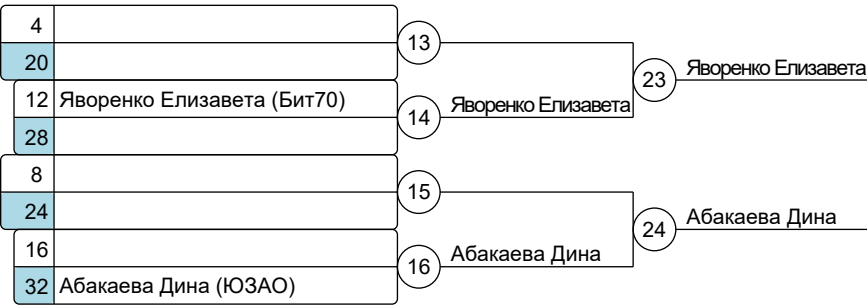 4
13
20
23 Яворенко Елизавета
12 Яворенко Елизавета (Бит70)
14 Яворенко Елизавета
28
8
15
24
24 Абакаева Дина
16
16 Абакаева Дина
32 Абакаева Дина (ЮЗАО)